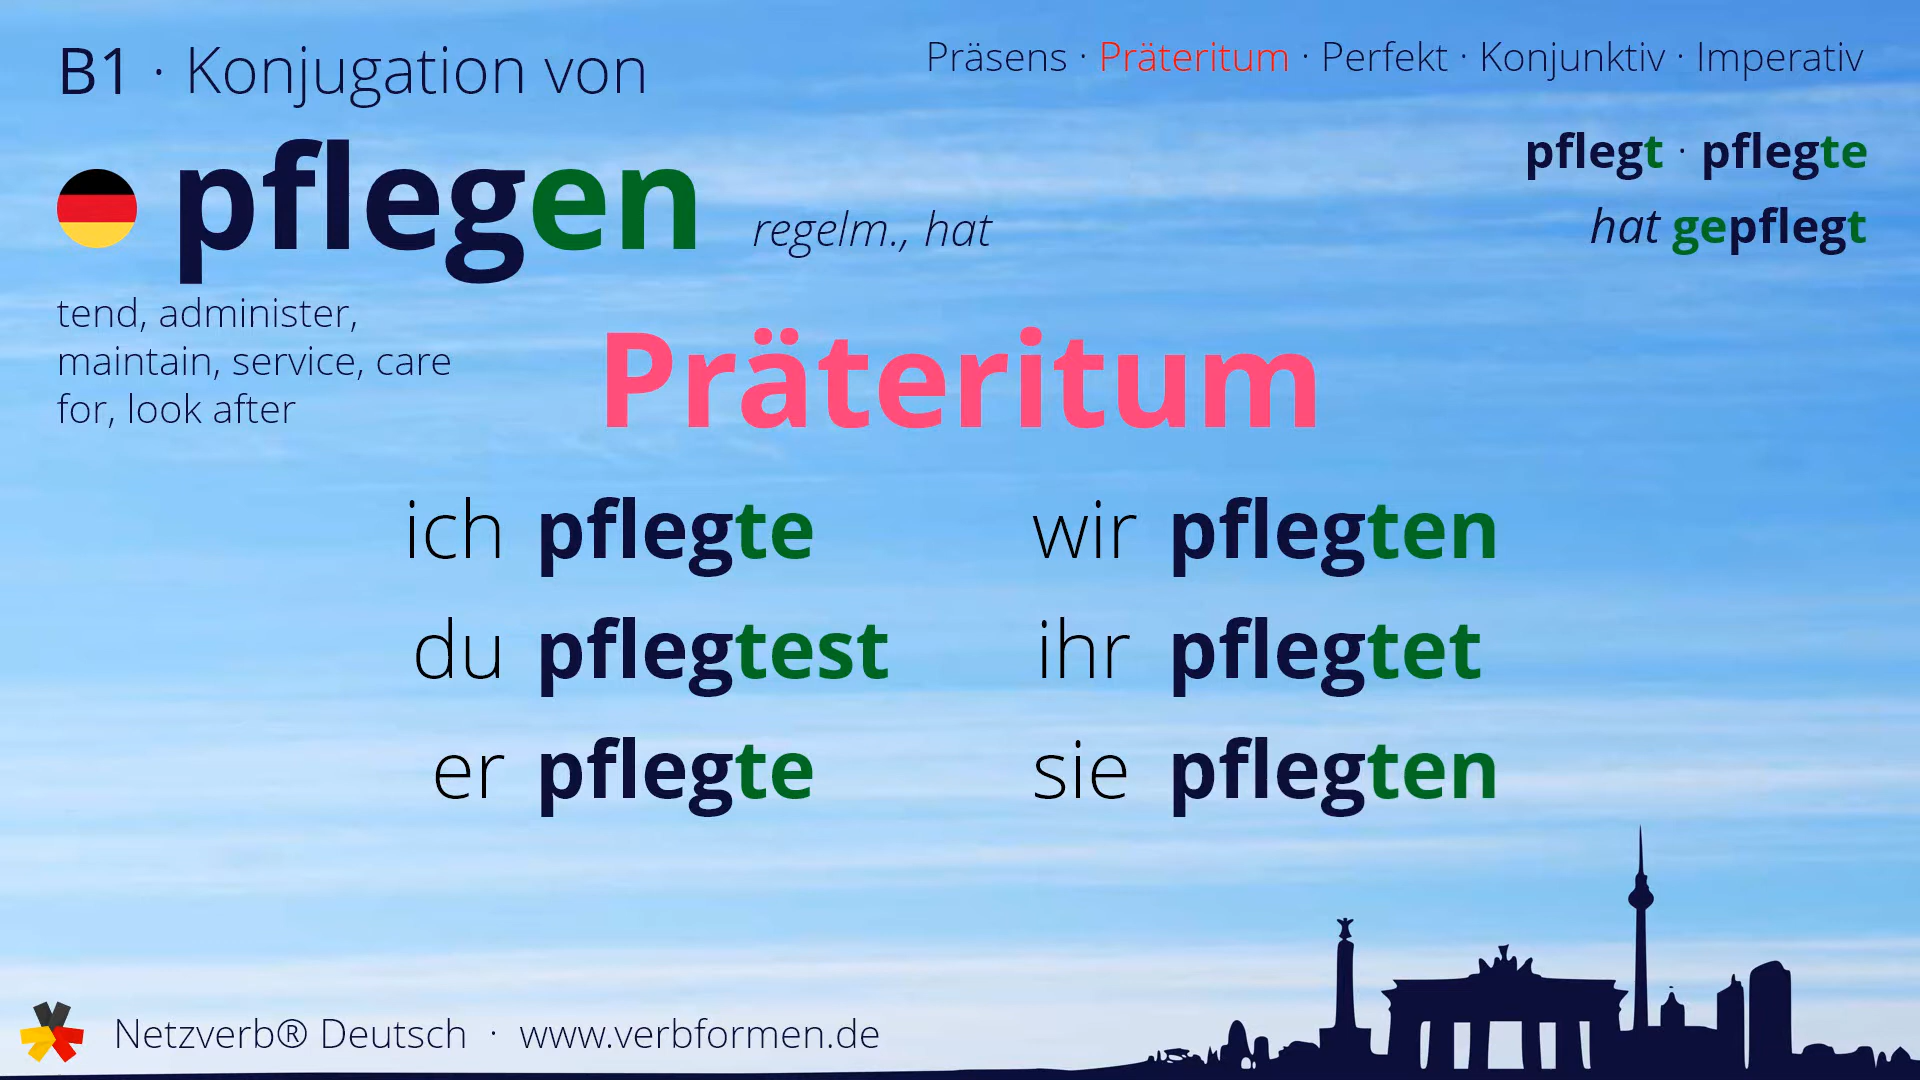 B1 · Konjugation von
Präsens · Präteritum · Perfekt · Konjunktiv · Imperativ
pflegen regelm., hat
pflegt · pflegte
hat gepflegt
tend, administer,
maintain, service, care
for, look after
Präteritum
ich pflegte
du pflegtest
er pflegte
wir pflegten
ihr pflegtet
sie pflegten
Netzverb® Deutsch · www.verbformen.de